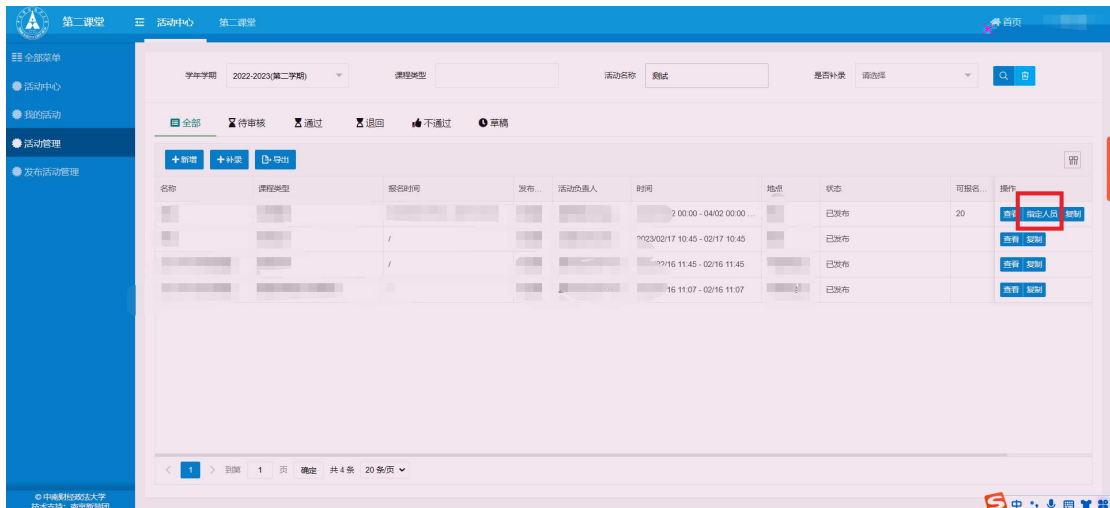 第二课堂 活动中心 第二课堂 首页
全部菜单
活动中心
我的活动
活动管理
发布活动管理
学年学期 2022-2023(第二学期) 课程类型 活动名称 测试 是否补录 请选择
全部 待审核 通过 退回 不通过 草稿
新增 补录 导出
名称 课程类型 报名时间 发布... 活动负责人 时间 地点 状态 可报名... 操作
2 00:00 - 04/02 00:00 ... 已发布 20 查看 指定人员 复制
/ 2023/02/17 10:45 - 02/17 10:45 已发布 查看 复制
/ 16 11:45 - 02/16 11:45 已发布 查看 复制
16 11:07 - 02/16 11:07 已发布 查看 复制
1 到第 1 页 确定 共 4 条 20 条/页
© 中南财经政法大学
技术支持：
中